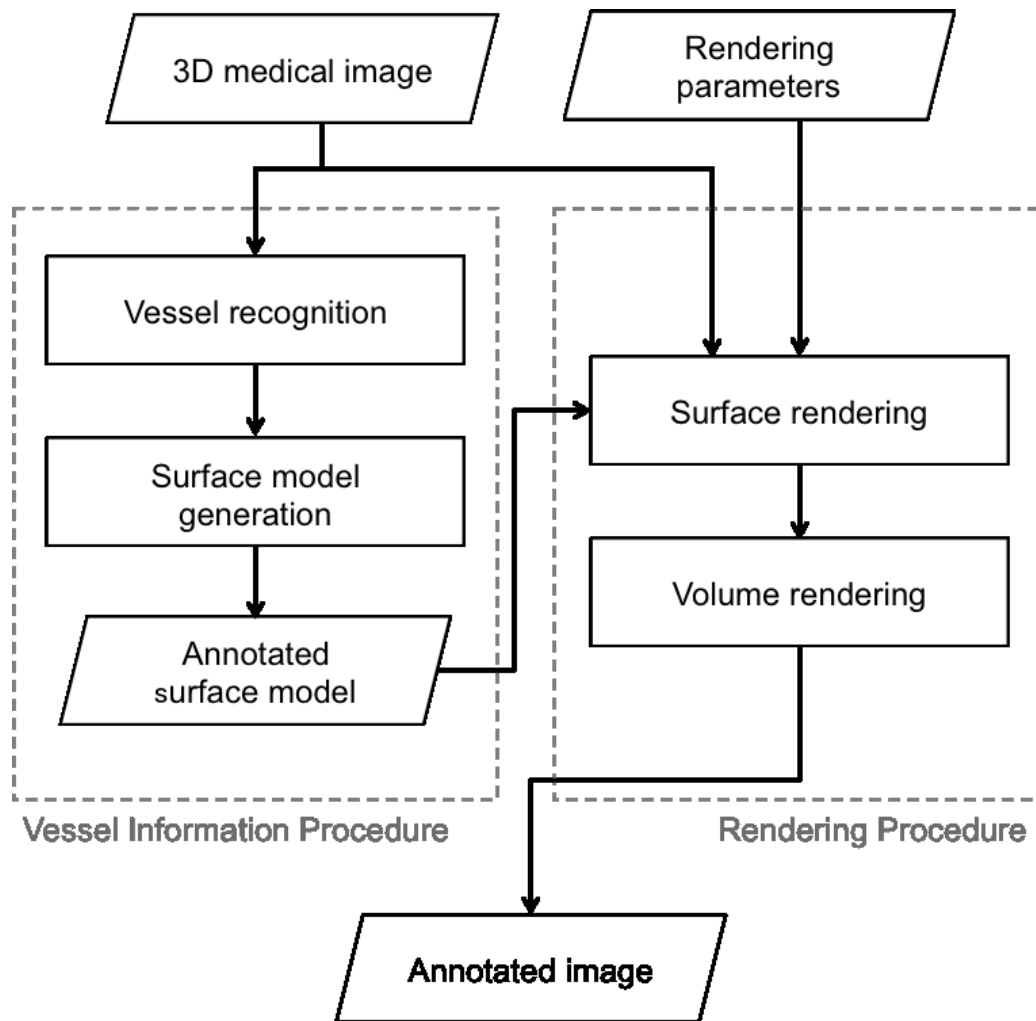 3D medical image
Rendering
parameters
Vessel recognition
Surface model
generation
Annotated
surface model
Surface rendering
Volume rendering
Vessel Information Procedure
Rendering Procedure
Annotated image